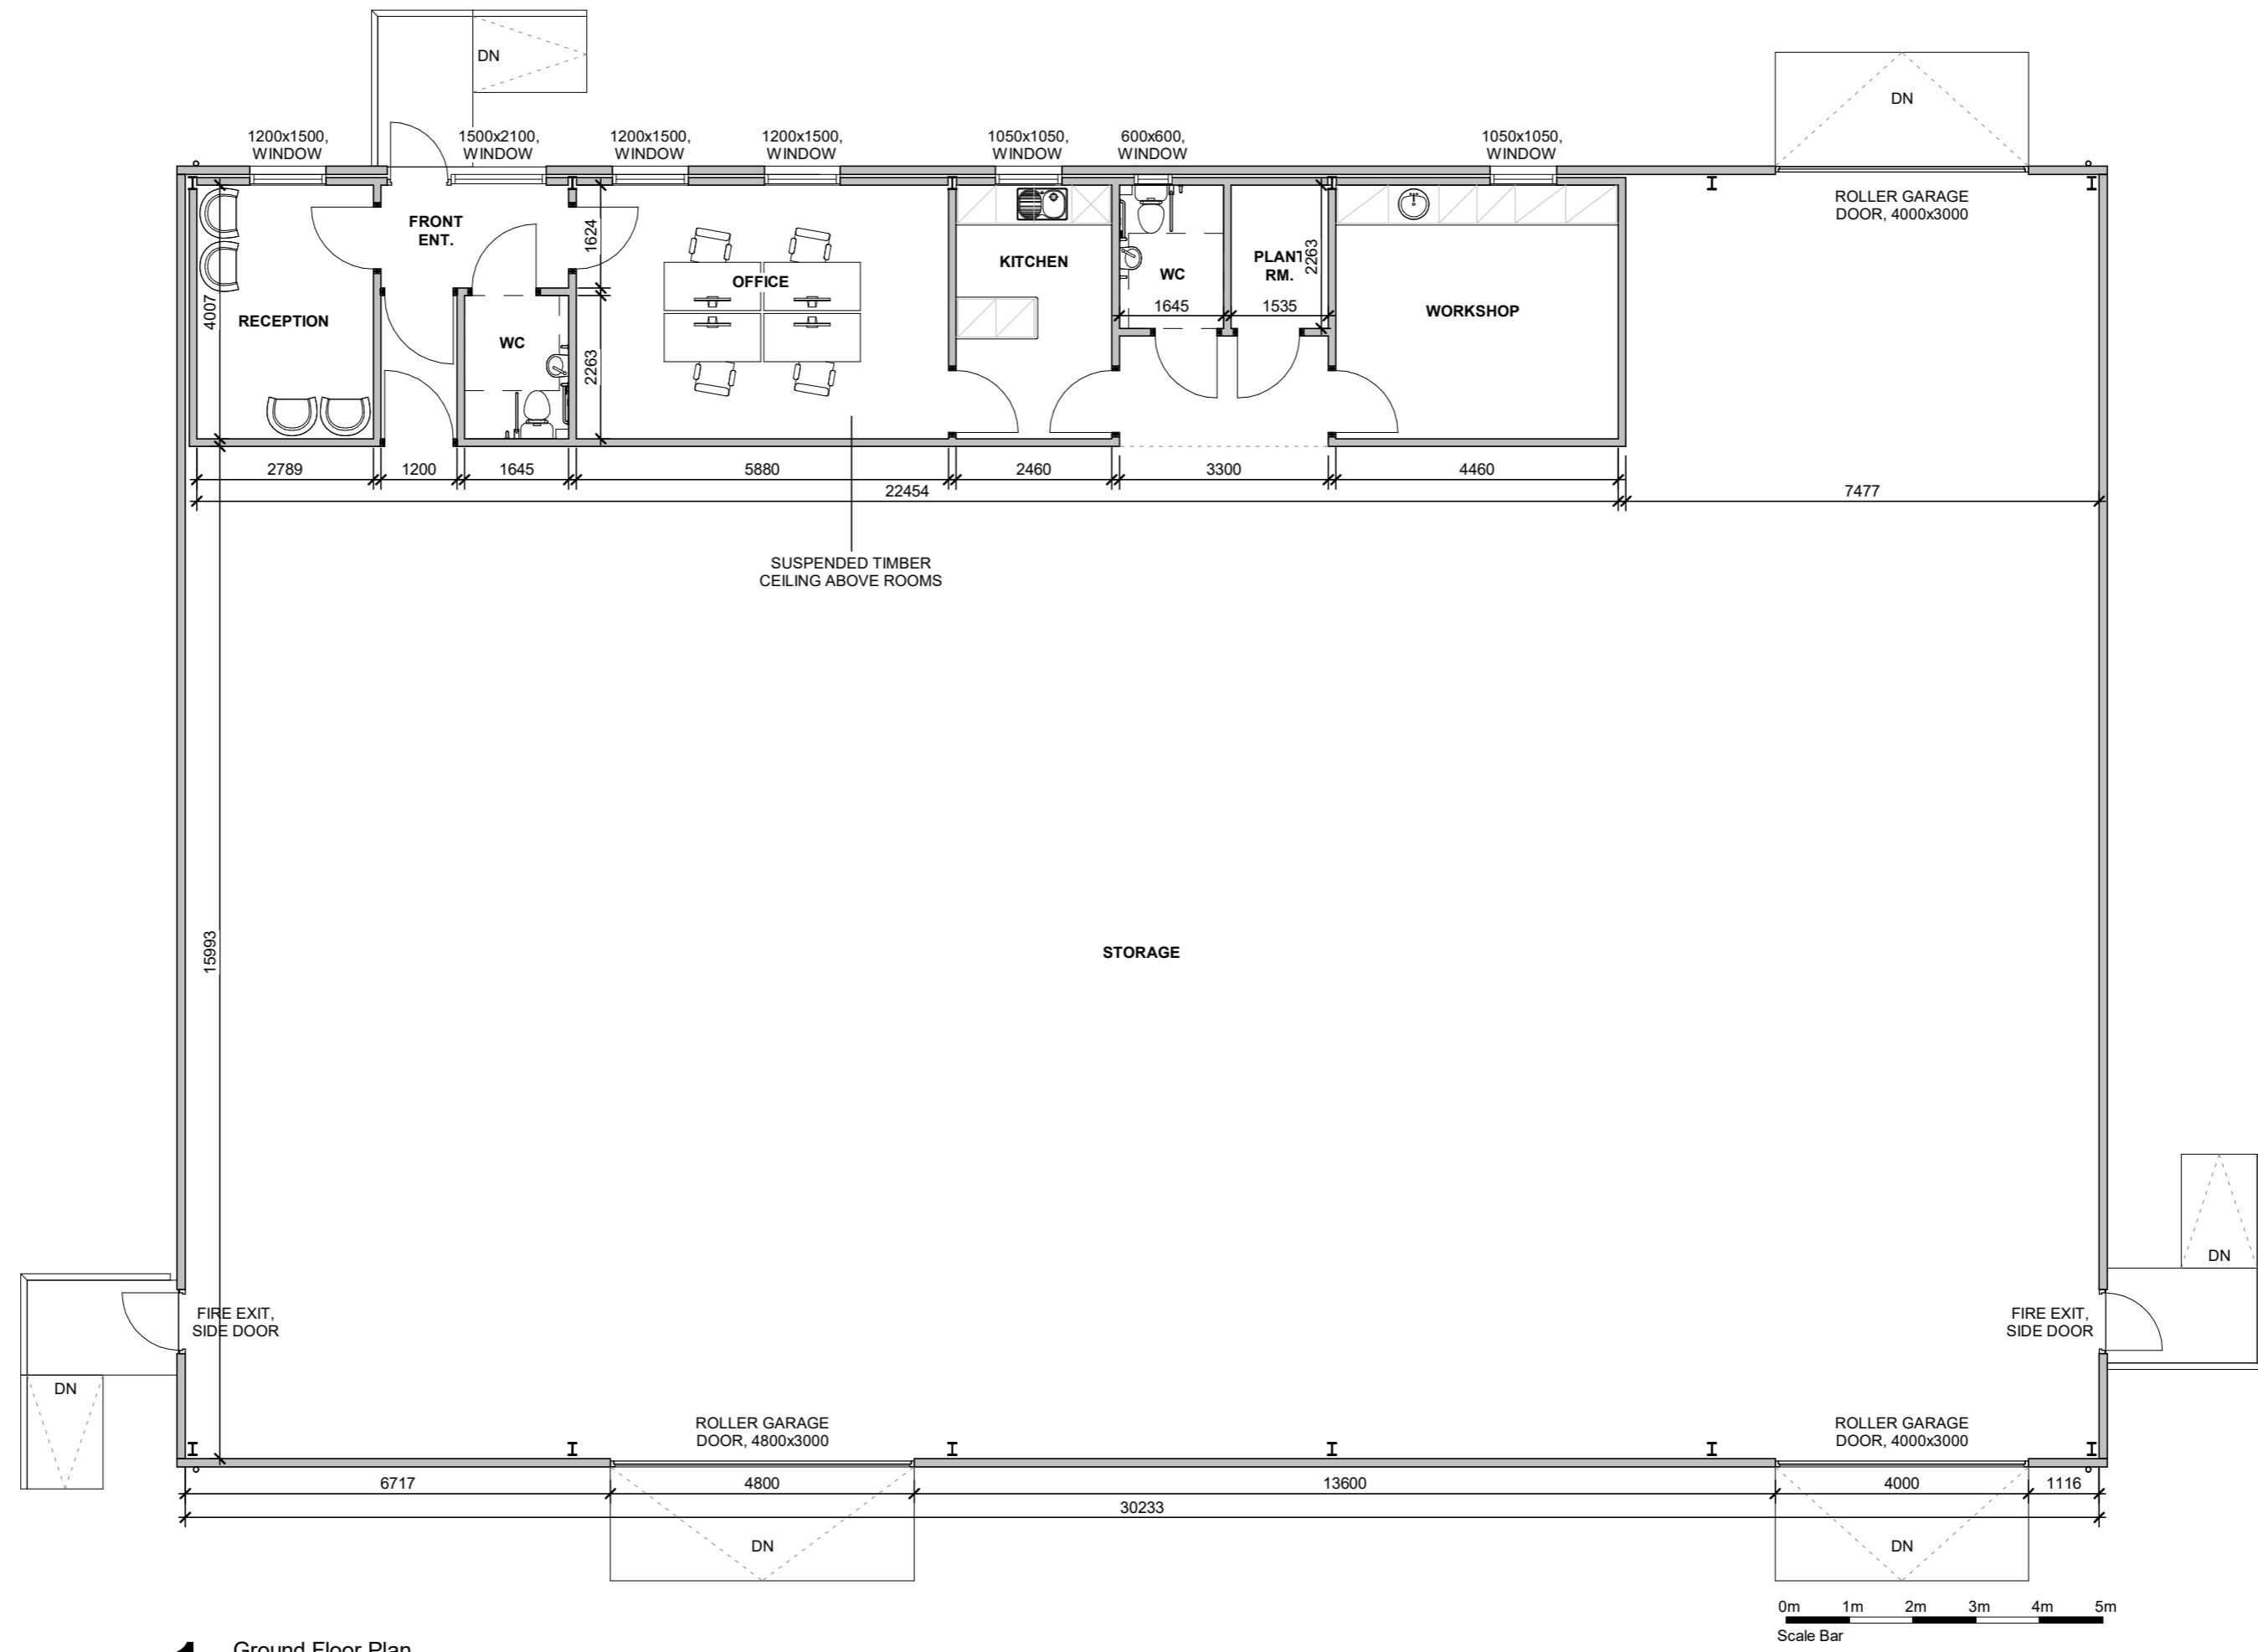 DN
DN
1200x1500,
WINDOW
1500x2100,
WINDOW
1200x1500,
WINDOW
1200x1500,
WINDOW
1050x1050,
WINDOW
600x600,
WINDOW
1050x1050,
WINDOW
ROLLER GARAGE
DOOR, 4000x3000
FRONT
ENT.
1624
OFFICE
KITCHEN
WC
PLANT
RM.
2263
1645
1535
WORKSHOP
4007
RECEPTION
WC
2263
2789
1200
1645
5880
2460
3300
4460
22454
7477
SUSPENDED TIMBER
CEILING ABOVE ROOMS
15993
STORAGE
DN
FIRE EXIT,
SIDE DOOR
FIRE EXIT,
SIDE DOOR
DN
ROLLER GARAGE
DOOR, 4800x3000
ROLLER GARAGE
DOOR, 4000x3000
6717
4800
13600
4000
1116
30233
DN
DN
0m 1m 2m 3m 4m 5m
Scale Bar
1 Ground Floor Plan